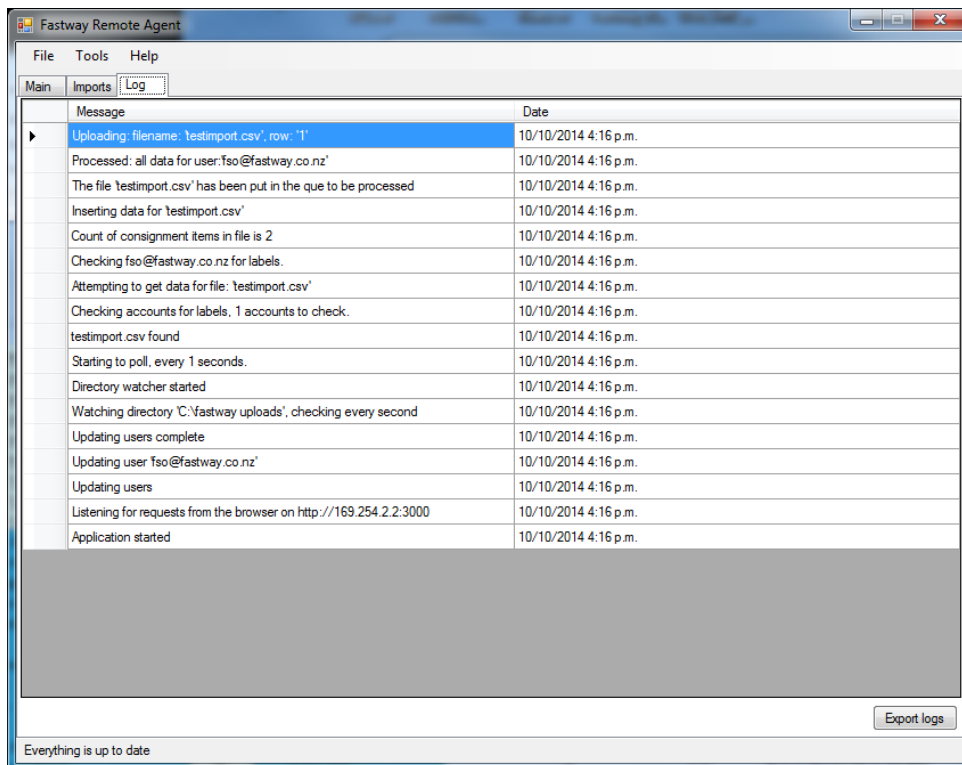 Fastway Remote Agent
File Tools Help
Main Imports Log
Message Date
Uploading: filename: 'testimport.csv', row: '1' 10/10/2014 4:16 p.m.
Processed: all data for user:'fso@fastway.co.nz' 10/10/2014 4:16 p.m.
The file 'testimport.csv' has been put in the que to be processed 10/10/2014 4:16 p.m.
Inserting data for 'testimport.csv' 10/10/2014 4:16 p.m.
Count of consignment items in file is 2 10/10/2014 4:16 p.m.
Checking fso@fastway.co.nz for labels. 10/10/2014 4:16 p.m.
Attempting to get data for file: 'testimport.csv' 10/10/2014 4:16 p.m.
Checking accounts for labels, 1 accounts to check. 10/10/2014 4:16 p.m.
testimport.csv found 10/10/2014 4:16 p.m.
Starting to poll, every 1 seconds. 10/10/2014 4:16 p.m.
Directory watcher started 10/10/2014 4:16 p.m.
Watching directory 'C:\fastway uploads', checking every second 10/10/2014 4:16 p.m.
Updating users complete 10/10/2014 4:16 p.m.
Updating user 'fso@fastway.co.nz' 10/10/2014 4:16 p.m.
Updating users 10/10/2014 4:16 p.m.
Listening for requests from the browser on http://169.254.2.2:3000 10/10/2014 4:16 p.m.
Application started 10/10/2014 4:16 p.m.
Export logs
Everything is up to date